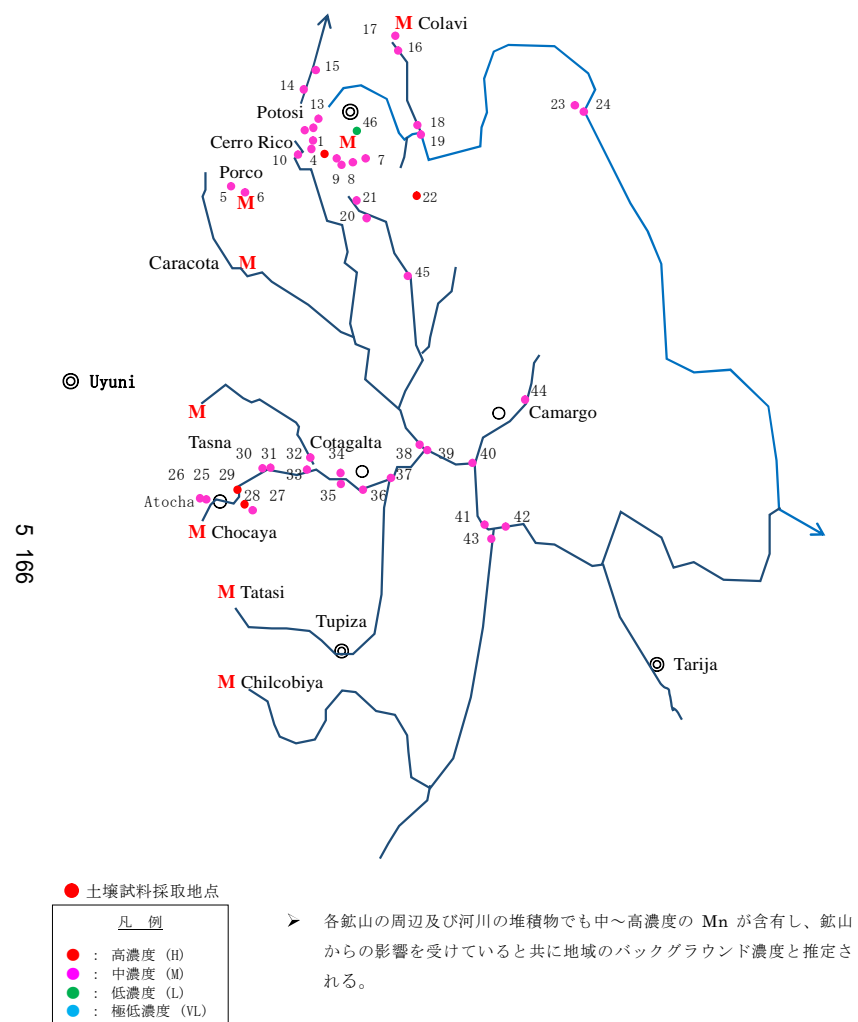 17 M Colavi
16
15
14
Potosi 13
46
18
23 24
Cerro Rico 1 M
19
10 4 7
Porco 9 8
5 6
M
21 22
20
Caracota M
45
Uyuni
M
44
Camargo
Tasna Cotagalta
38 39 40
30 31 32 34
33 37
26 25 29
28 27 35 36
Atocha
M Chocaya
41 42
43
5 166
M Tatasi
Tupiza
Tarija
M Chilcobiya
土壌試料採取地点
凡 例
： 高濃度 (H)
： 中濃度 (M)
： 低濃度 (L)
： 極低濃度 (VL)
➢ 各鉱山の周辺及び河川の堆積物でも中～高濃度の Mn が含有し、鉱山
からの影響を受けていると共に地域のバックグラウンド濃度と推定さ
れる。